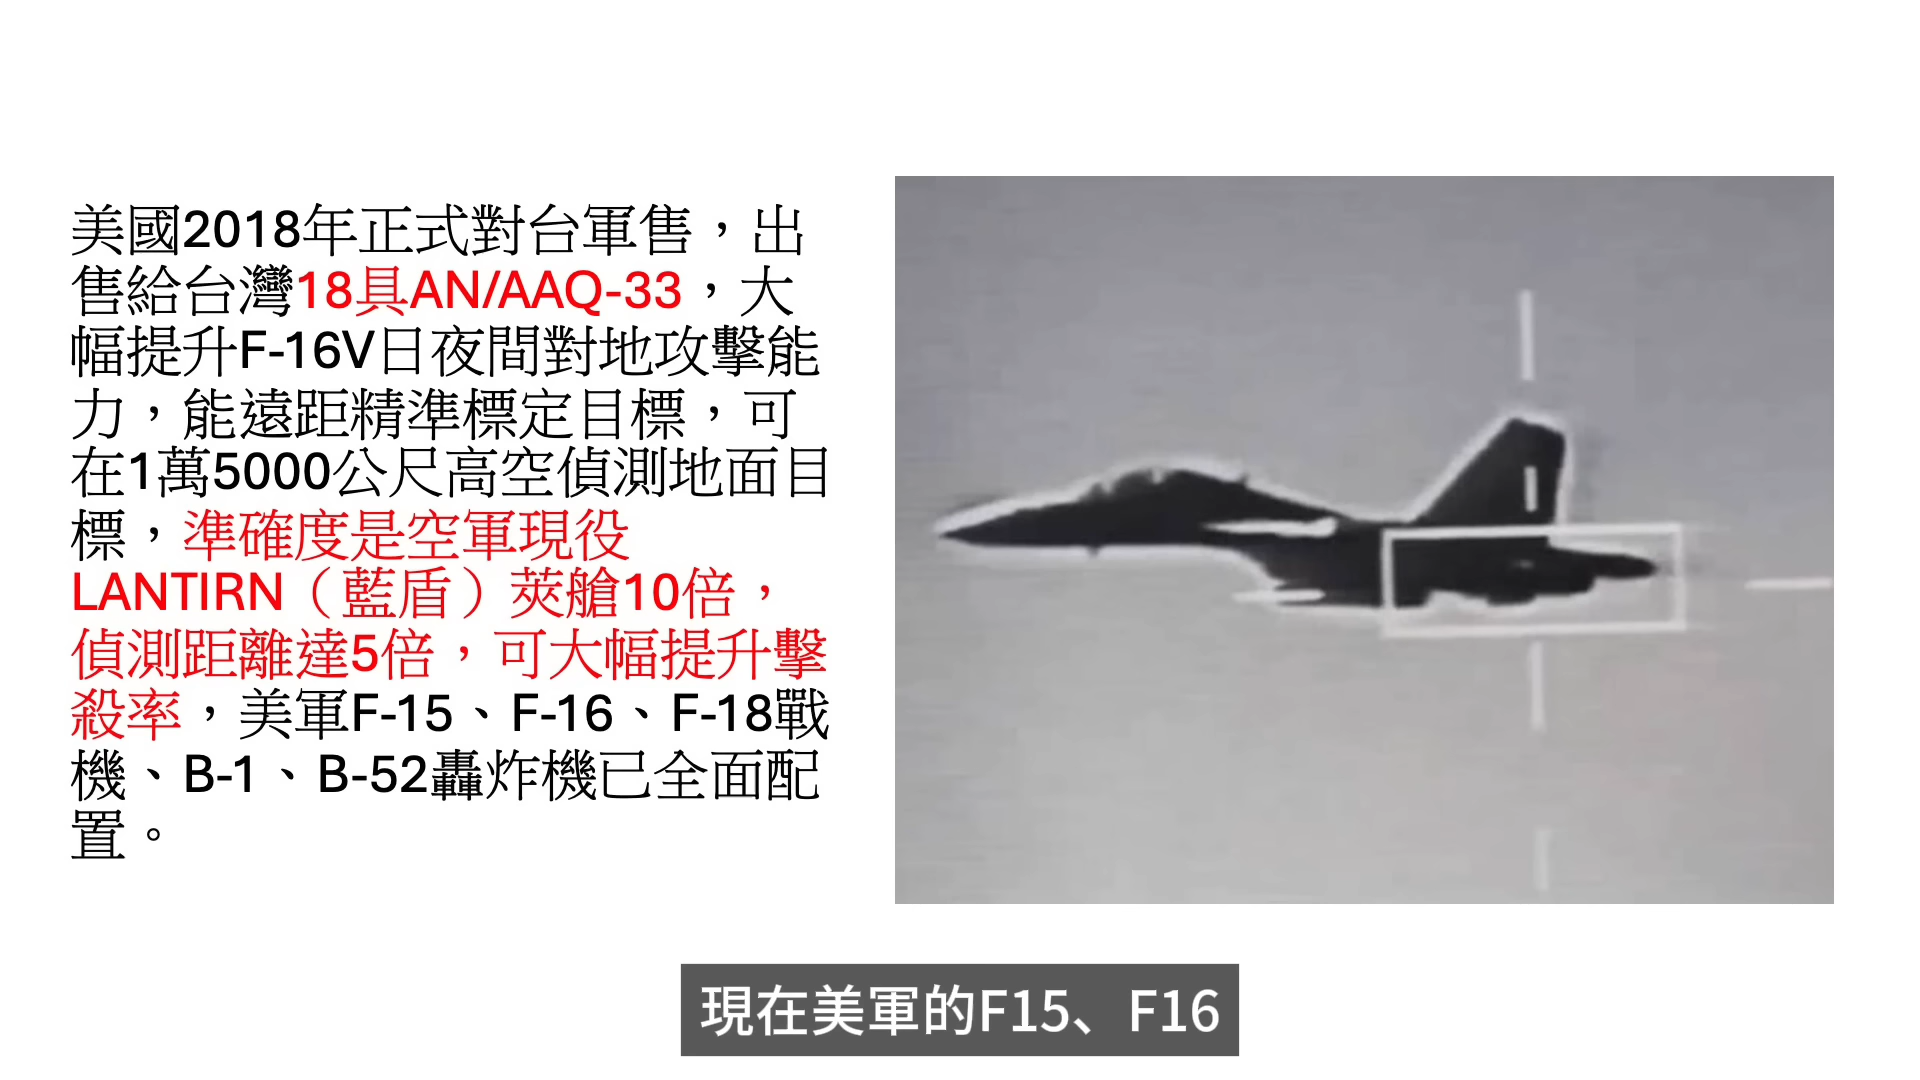 美國2018年正式對台軍售，出
售給台灣18具AN/AAQ-33，大
幅提升F-16V日夜間對地攻擊能
力，能遠距精準標定目標，可
在1萬5000公尺高空偵測地面目
標，準確度是空軍現役
LANTIRN（藍盾）莢艙10倍，
偵測距離達5倍，可大幅提升擊
殺率，美軍F-15、F-16、F-18戰
機、B-1、B-52轟炸機已全面配
置。
現在美軍的F15、F16